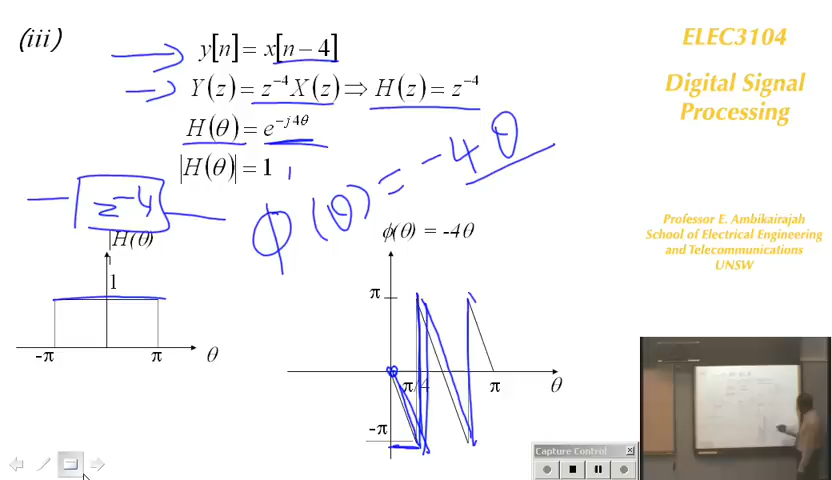 (iii)
y[n] = x[n − 4]
Y(z) = z⁻⁴X(z) ⇒ H(z) = z⁻⁴
H(θ) = e^{−j4θ}
|H(θ)| = 1
z⁻⁴
ϕ(θ) = −4θ
|H(θ)
1
-π
π
θ
ϕ(θ) = -4θ
π
π/4
π
θ
-π
ELEC3104
Digital Signal
Processing
Professor E. Ambikairajah
School of Electrical Engineering
and Telecommunications
UNSW
Capture Control